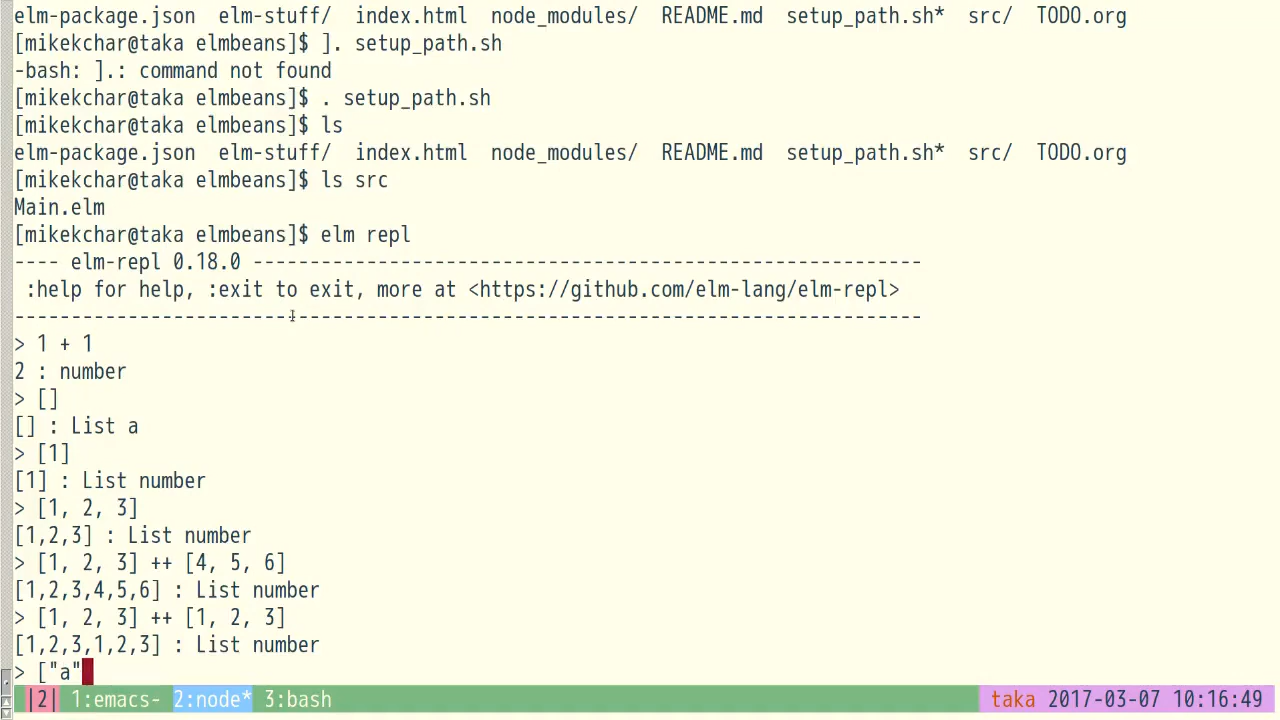 elm-package.json  elm-stuff/  index.html  node_modules/  README.md  setup_path.sh*  src/  TODO.org
[mikekchar@taka elmbeans]$ ]. setup_path.sh
-bash: ].: command not found
[mikekchar@taka elmbeans]$ . setup_path.sh
[mikekchar@taka elmbeans]$ ls
elm-package.json  elm-stuff/  index.html  node_modules/  README.md  setup_path.sh*  src/  TODO.org
[mikekchar@taka elmbeans]$ ls src
Main.elm
[mikekchar@taka elmbeans]$ elm repl
---- elm-repl 0.18.0 -----------------------------------------------------------
 :help for help, :exit to exit, more at <https://github.com/elm-lang/elm-repl>
--------------------------------------------------------------------------------
> 1 + 1
2 : number
> []
[] : List a
> [1]
[1] : List number
> [1, 2, 3]
[1,2,3] : List number
> [1, 2, 3] ++ [4, 5, 6]
[1,2,3,4,5,6] : List number
> [1, 2, 3] ++ [1, 2, 3]
[1,2,3,1,2,3] : List number
> ["a"
|2| 1:emacs- 2:node* 3:bash taka 2017-03-07 10:16:49